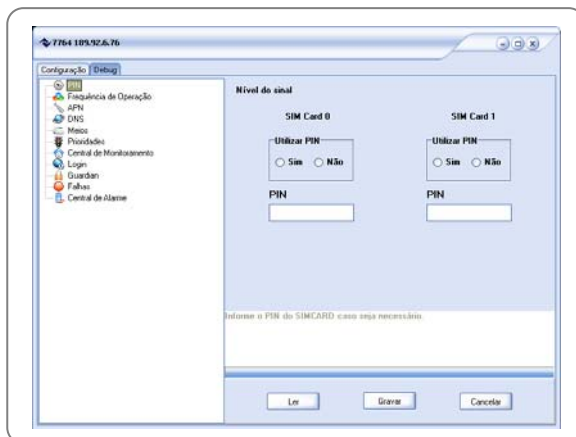 7764 189.92.6.76
Configuração Debug
PIN
Frequência de Operação
APN
DNS
Meios
Prioridades
Central de Monitoramento
Login
Guardian
Falhas
Central de Alarme
Nível do sinal
SIM Card 0 SIM Card 1
Utilizar PIN Utilizar PIN
Sim Não Sim Não
PIN PIN
Informe o PIN do SIMCARD caso seja necessário.
Ler Gravar Cancelar